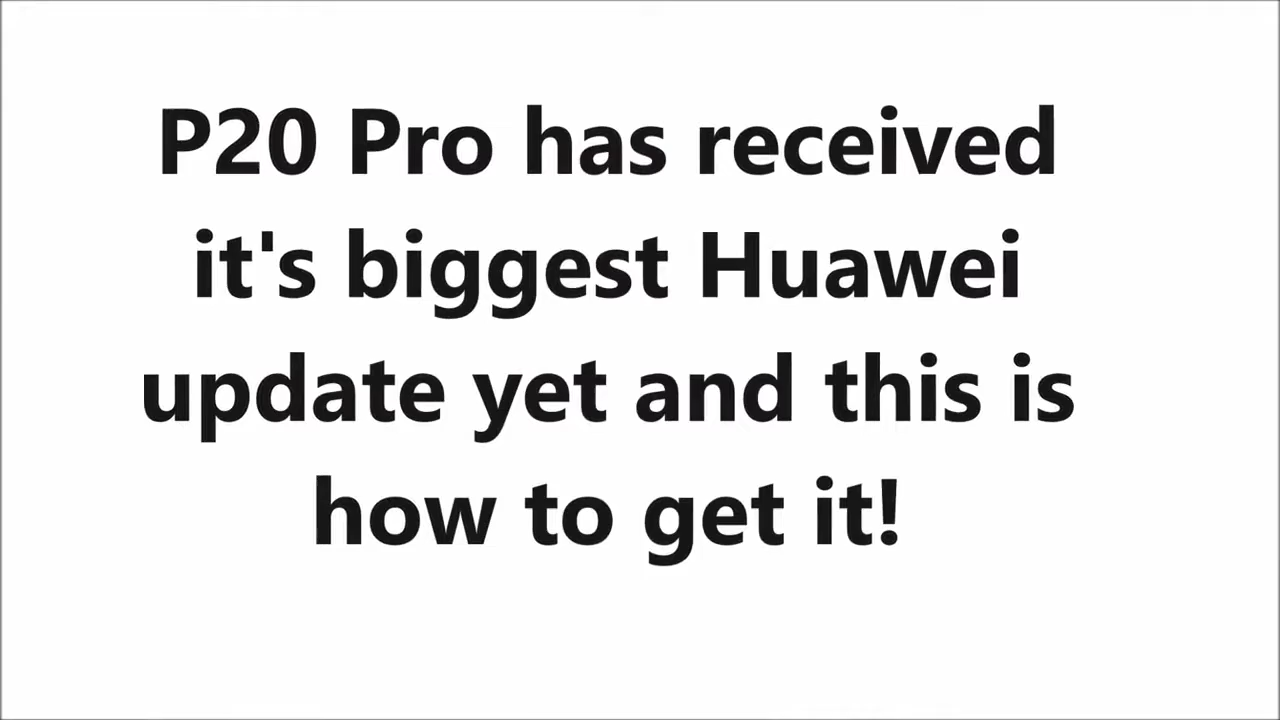 P20 Pro has received
it's biggest Huawei
update yet and this is
how to get it!